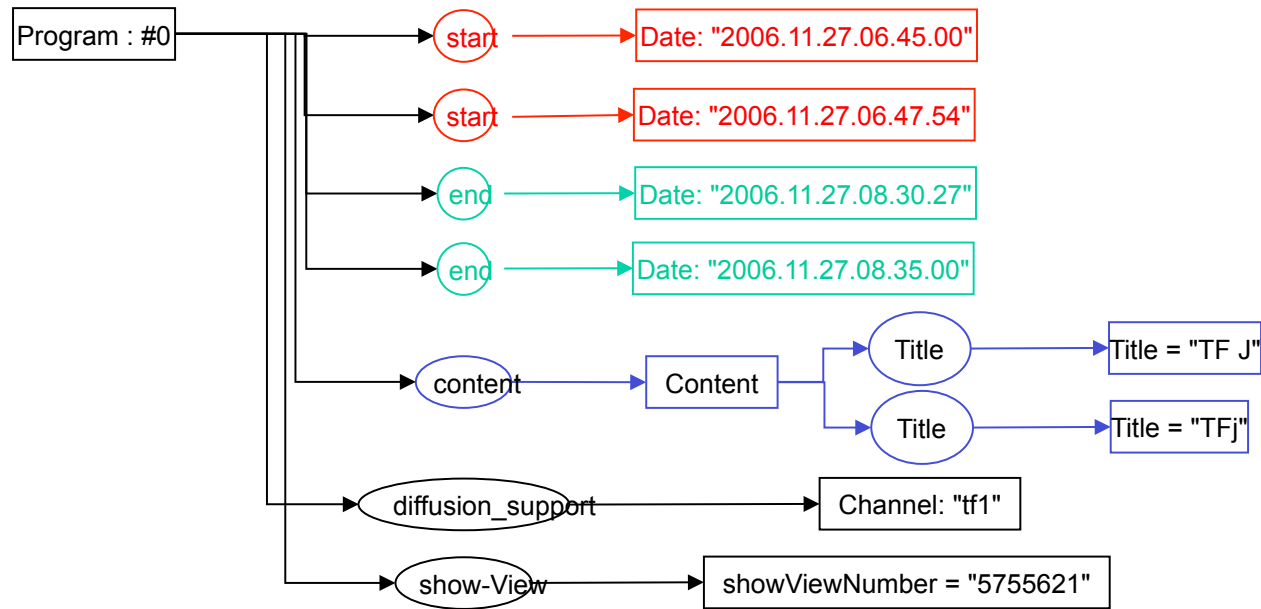 Program : #0
start
Date: "2006.11.27.06.45.00"
start
Date: "2006.11.27.06.47.54"
end
Date: "2006.11.27.08.30.27"
end
Date: "2006.11.27.08.35.00"
content
Content
Title
Title = "TF J"
Title
Title = "TFj"
diffusion_support
Channel: "tf1"
show-View
showViewNumber = "5755621"